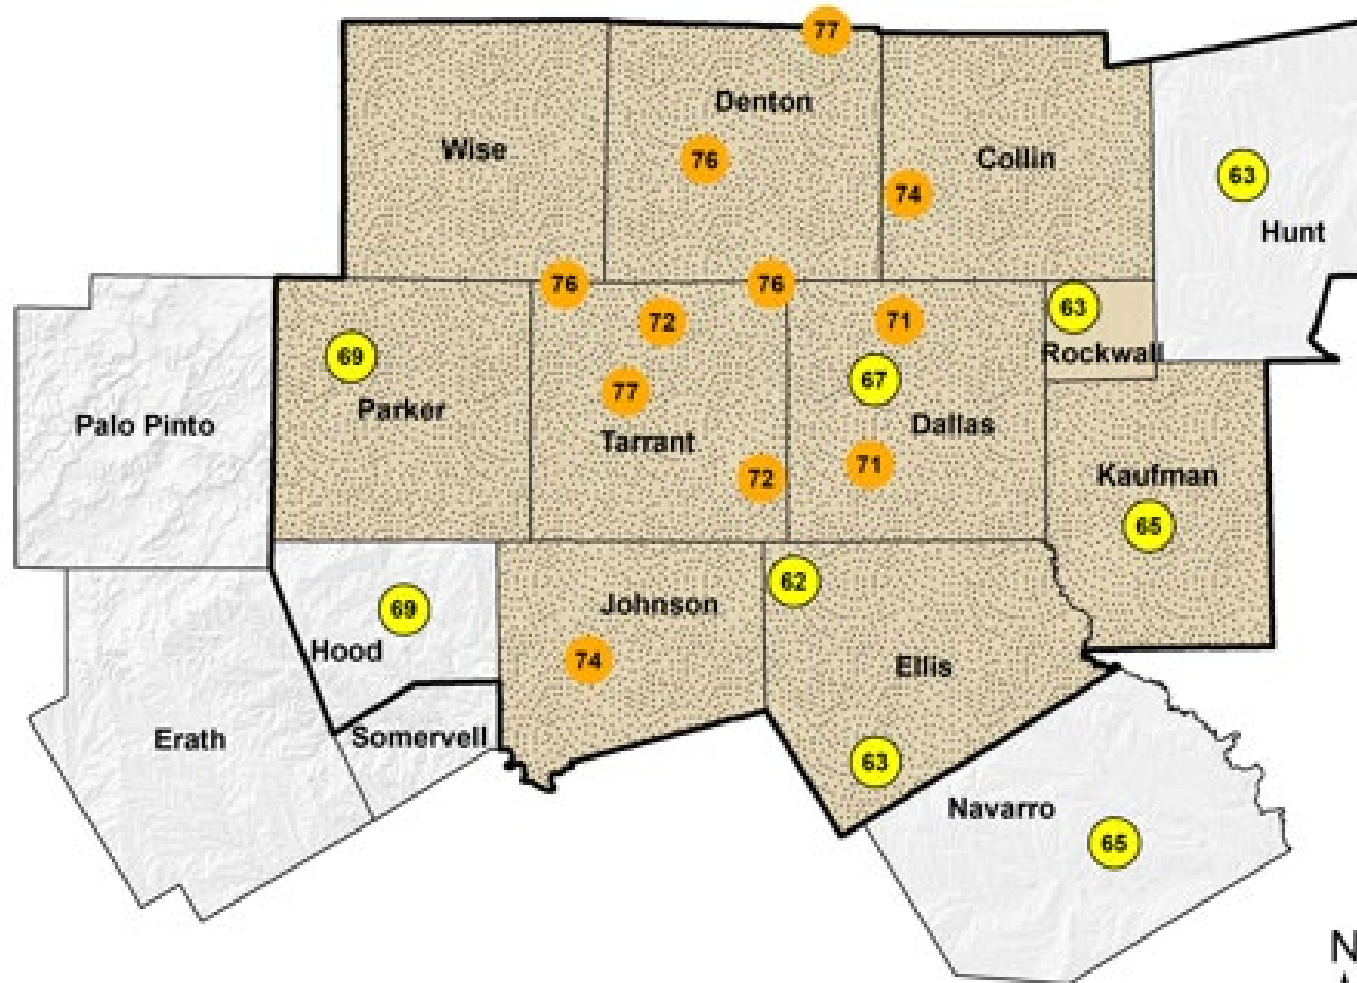 77
Denton
Wise
76
Collin
74
63
Hunt
76
76
72
71
63
Rockwall
69
67
77
Parker
Palo Pinto
Tarrant
Dallas
72
71
Kaufman
65
62
69
Johnson
Hood
74
Ellis
Erath
Somervell
63
Navarro
65
N